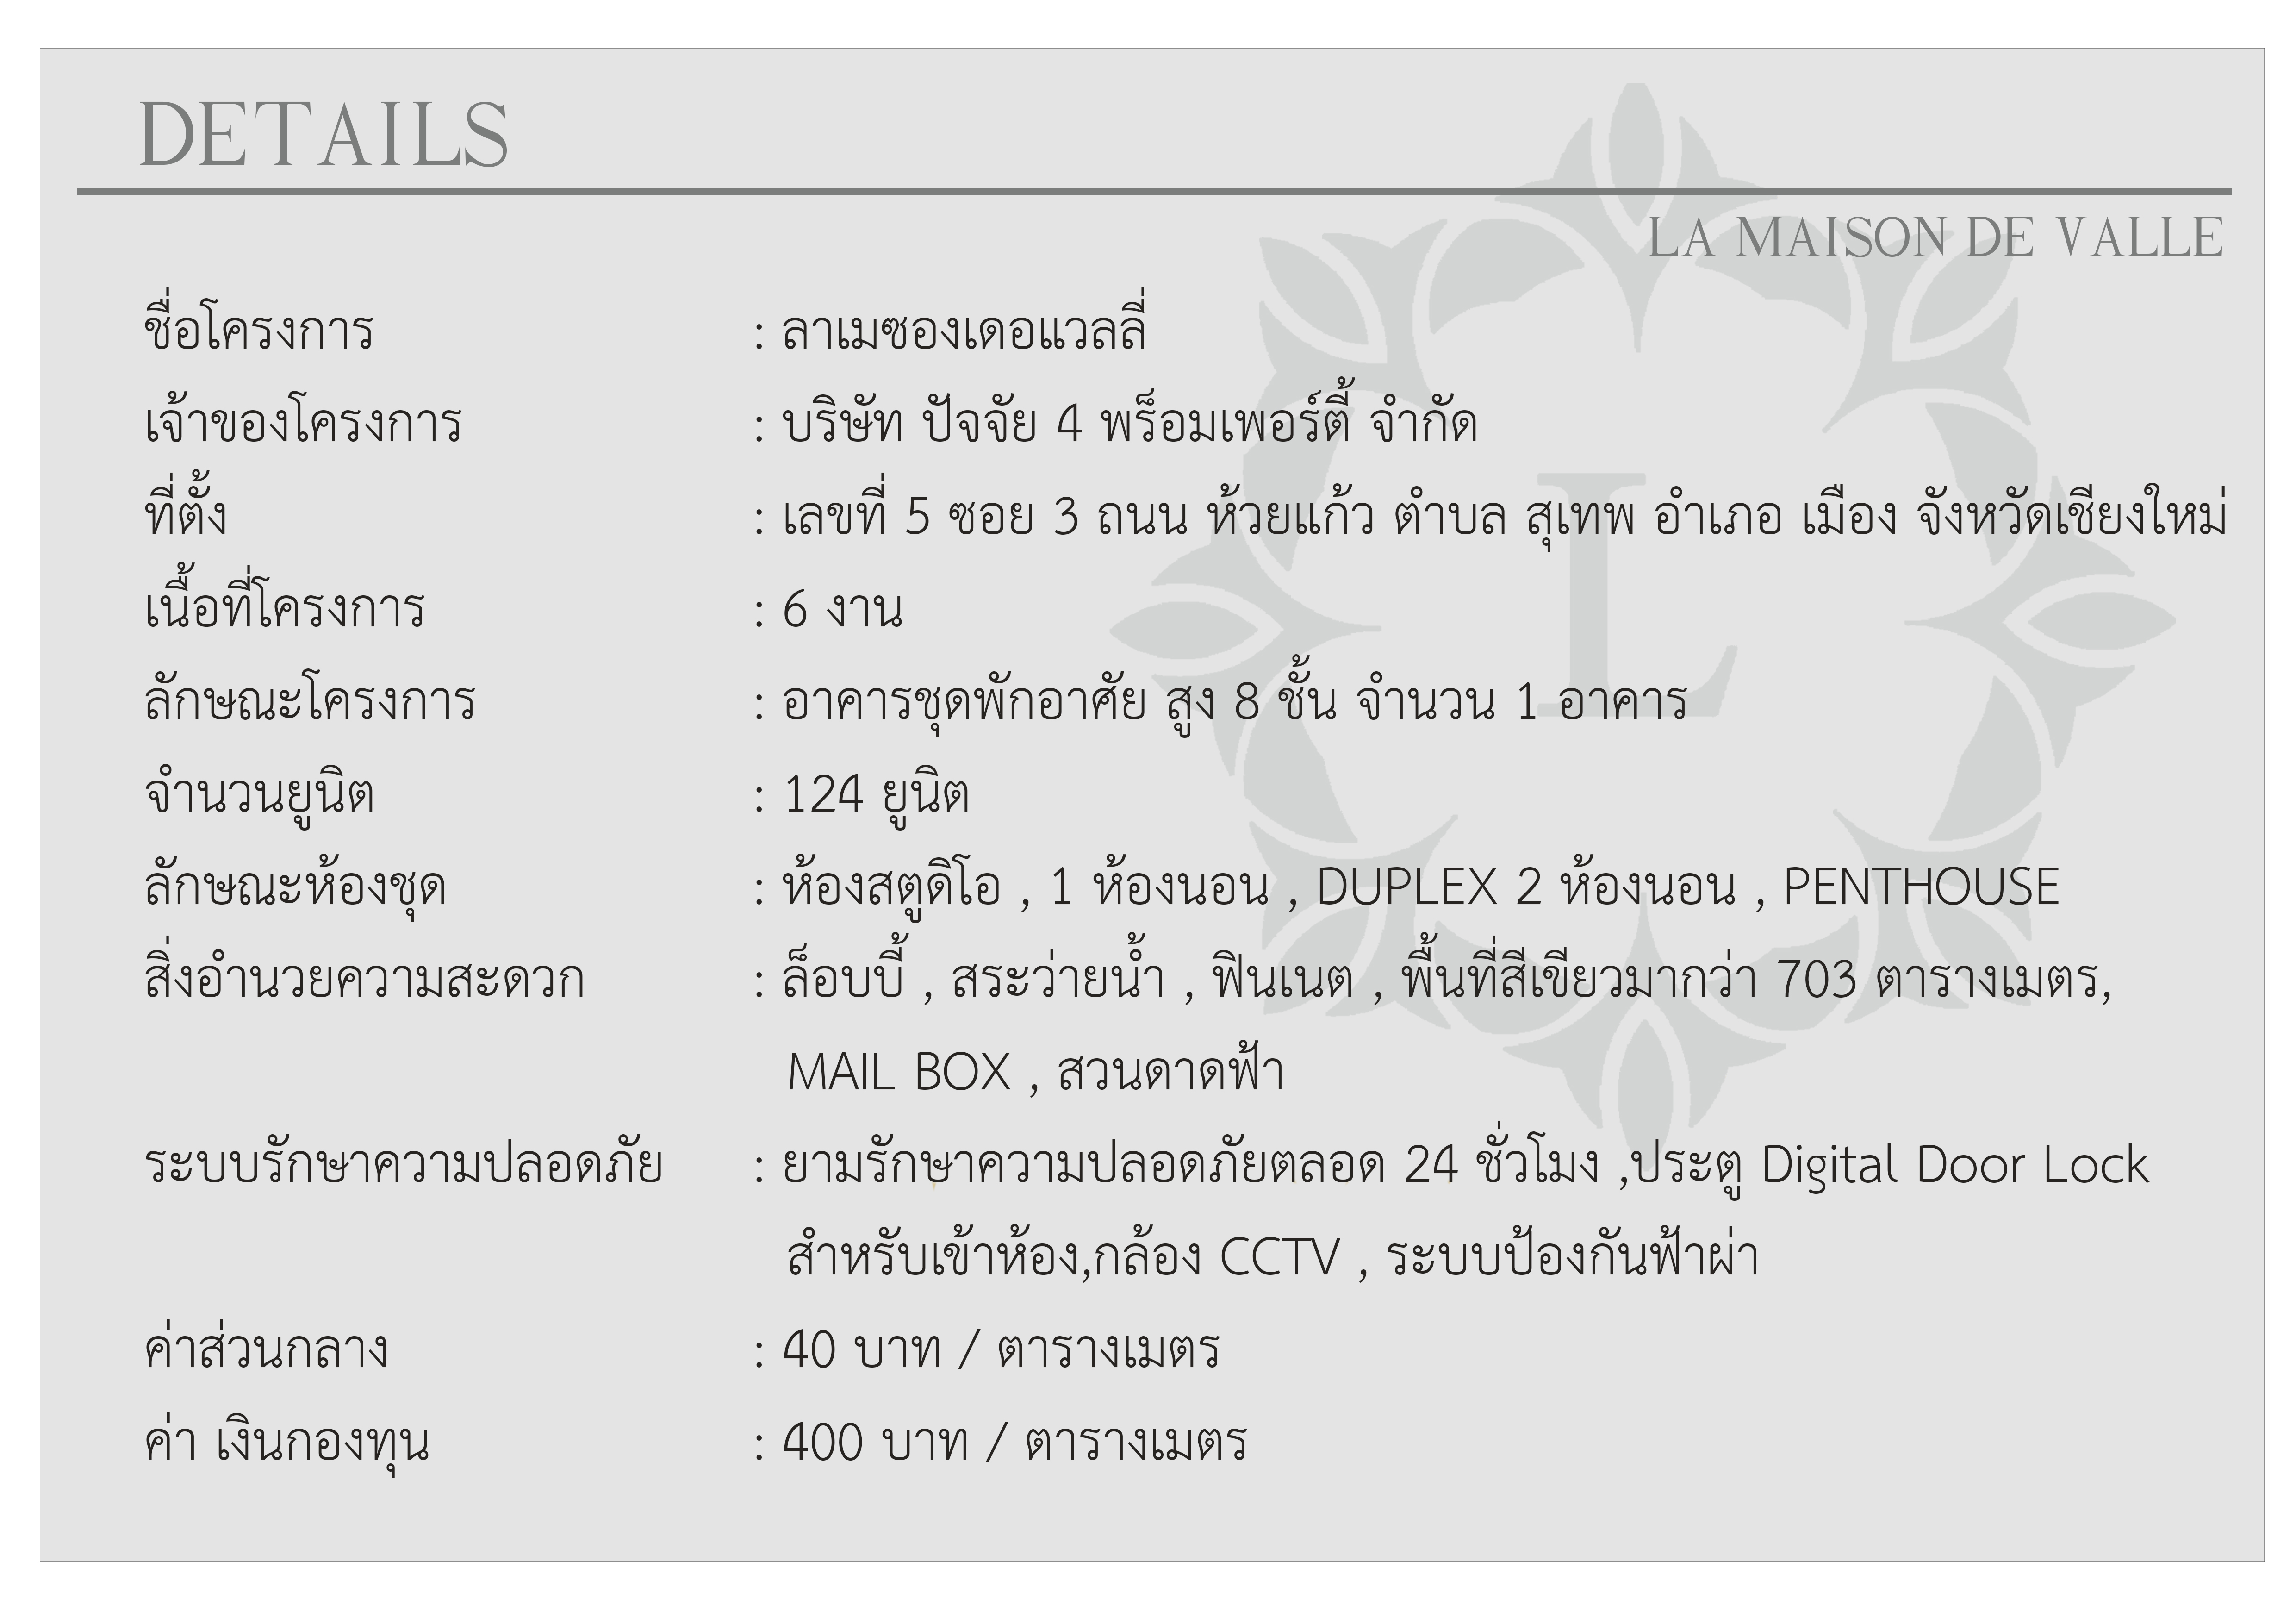 DETAILS
LA MAISON DE VALLE
ชื่อโครงการ : ลาเมซองเดอแวลลี่
เจ้าของโครงการ : บริษัท ปัจจัย 4 พร็อมเพอร์ตี้ จำกัด
ที่ตั้ง : เลขที่ 5 ซอย 3 ถนน ห้วยแก้ว ตำบล สุเทพ อำเภอ เมือง จังหวัดเชียงใหม่
เนื้อที่โครงการ : 6 งาน
ลักษณะโครงการ : อาคารชุดพักอาศัย สูง 8 ชั้น จำนวน 1 อาคาร
จำนวนยูนิต : 124 ยูนิต
ลักษณะห้องชุด : ห้องสตูดิโอ , 1 ห้องนอน , DUPLEX 2 ห้องนอน , PENTHOUSE
สิ่งอำนวยความสะดวก : ล็อบบี้ , สระว่ายน้ำ , ฟินเนต , พื้นที่สีเขียวมากว่า 703 ตารางเมตร,
MAIL BOX , สวนดาดฟ้า
ระบบรักษาความปลอดภัย : ยามรักษาความปลอดภัยตลอด 24 ชั่วโมง ,ประตู Digital Door Lock
สำหรับเข้าห้อง,กล้อง CCTV , ระบบป้องกันฟ้าผ่า
ค่าส่วนกลาง : 40 บาท / ตารางเมตร
ค่า เงินกองทุน : 400 บาท / ตารางเมตร
L